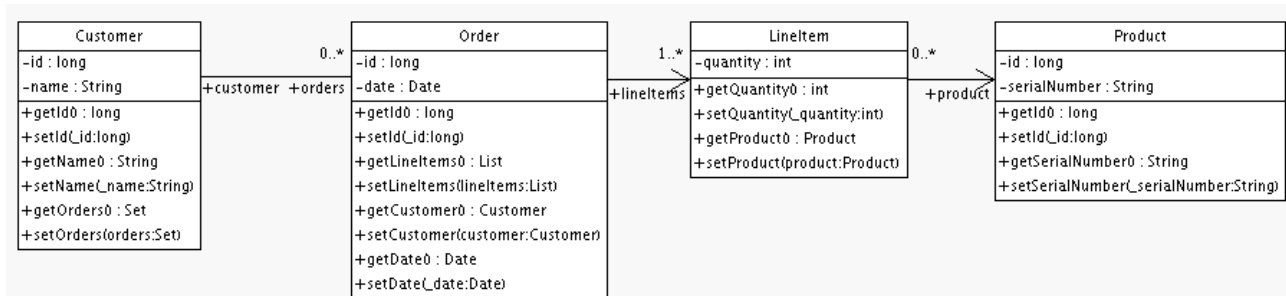 Customer
-id : long
-name : String
+getId() : long
+setId(_id:long)
+getName() : String
+setName(_name:String)
+getOrders() : Set
+setOrders(orders:Set)
0..*
+customer +orders
Order
-id : long
-date : Date
+getId() : long
+setId(_id:long)
+getLineItems() : List
+setLineItems(lineItems:List)
+getCustomer() : Customer
+setCustomer(customer:Customer)
+getDate() : Date
+setDate(_date:Date)
1..*
+lineItems
LineItem
-quantity : int
+getQuantity() : int
+setQuantity(_quantity:int)
+getProduct() : Product
+setProduct(product:Product)
0..*
+product
Product
-id : long
-serialNumber : String
+getId() : long
+setId(_id:long)
+getSerialNumber() : String
+setSerialNumber(_serialNumber:String)